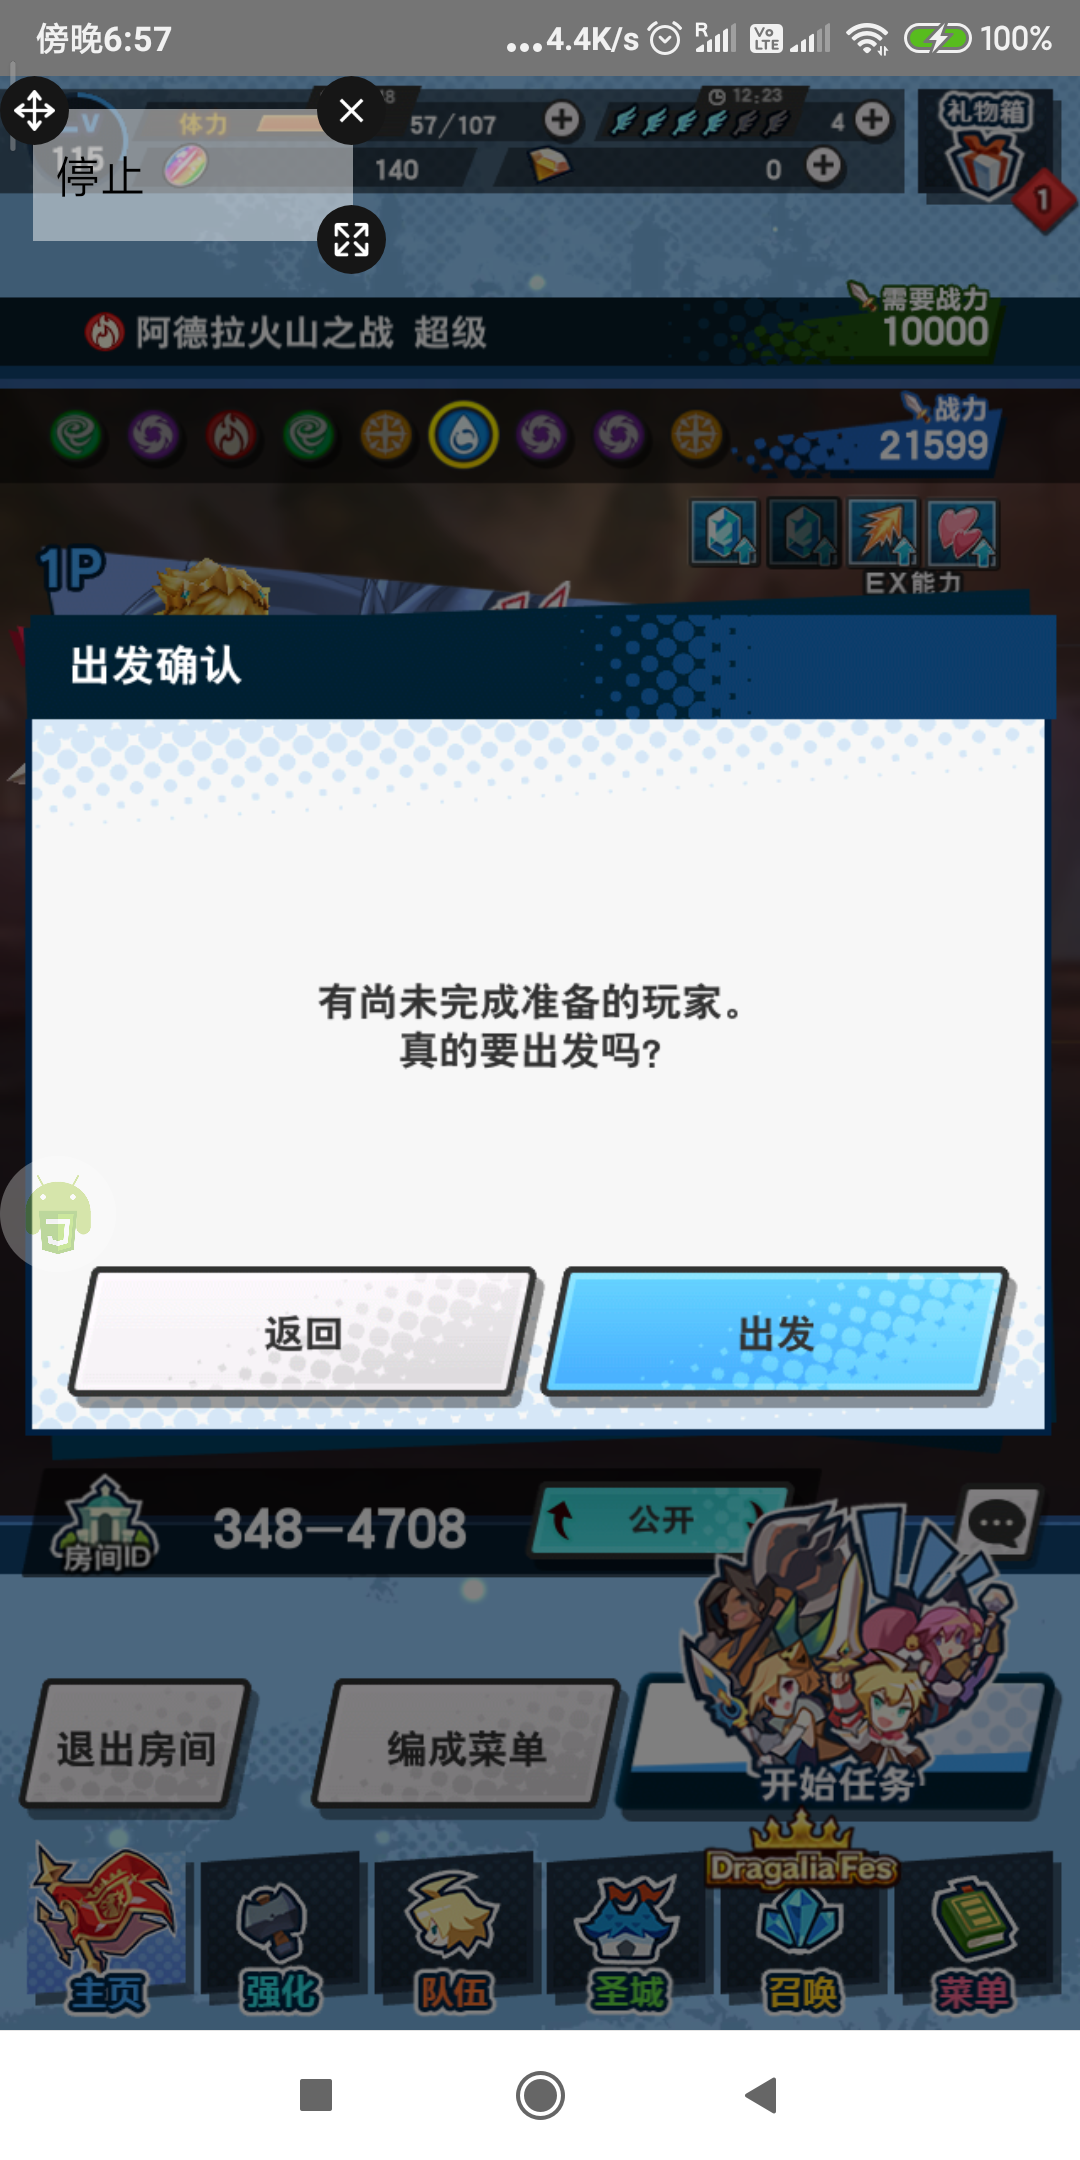 傍晚6:57
...4.4K/s
R
Vo LTE
100%
LV
115
停止
体力
57/107
12:23
4
140
0
礼物箱
1
阿德拉火山之战 超级
需要战力
10000
战力
21599
1P
EX能力
出发确认
有尚未完成准备的玩家。
真的要出发吗?
返回
出发
房间ID
348-4708
公开
退出房间
编成菜单
开始任务
Dragalia Fes
主页
强化
队伍
圣城
召唤
菜单